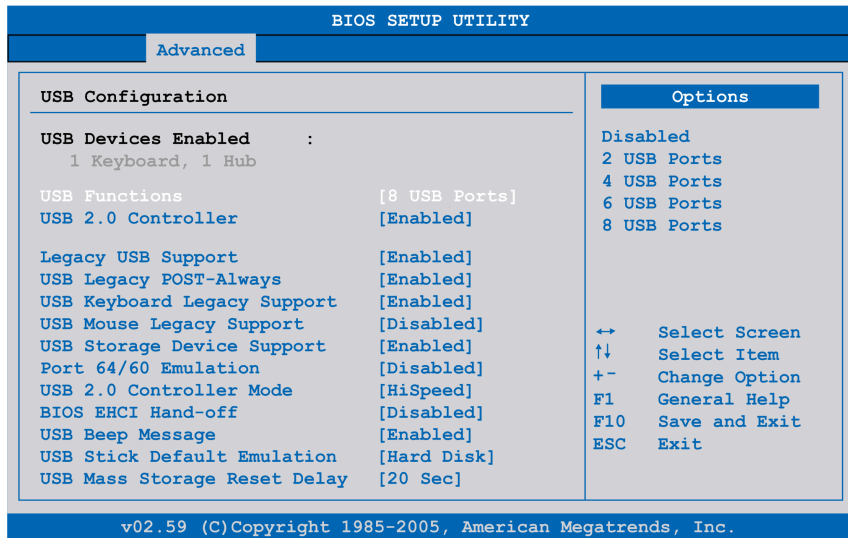 BIOS SETUP UTILITY
Advanced
USB Configuration
USB Devices Enabled :
1 Keyboard, 1 Hub
USB Functions [8 USB Ports]
USB 2.0 Controller [Enabled]
Legacy USB Support [Enabled]
USB Legacy POST-Always [Enabled]
USB Keyboard Legacy Support [Enabled]
USB Mouse Legacy Support [Disabled]
USB Storage Device Support [Enabled]
Port 64/60 Emulation [Disabled]
USB 2.0 Controller Mode [HiSpeed]
BIOS EHCI Hand-off [Disabled]
USB Beep Message [Enabled]
USB Stick Default Emulation [Hard Disk]
USB Mass Storage Reset Delay [20 Sec]
Options
Disabled
2 USB Ports
4 USB Ports
6 USB Ports
8 USB Ports
↔ Select Screen
↑↓ Select Item
+- Change Option
F1 General Help
F10 Save and Exit
ESC Exit
v02.59 (C)Copyright 1985-2005, American Megatrends, Inc.